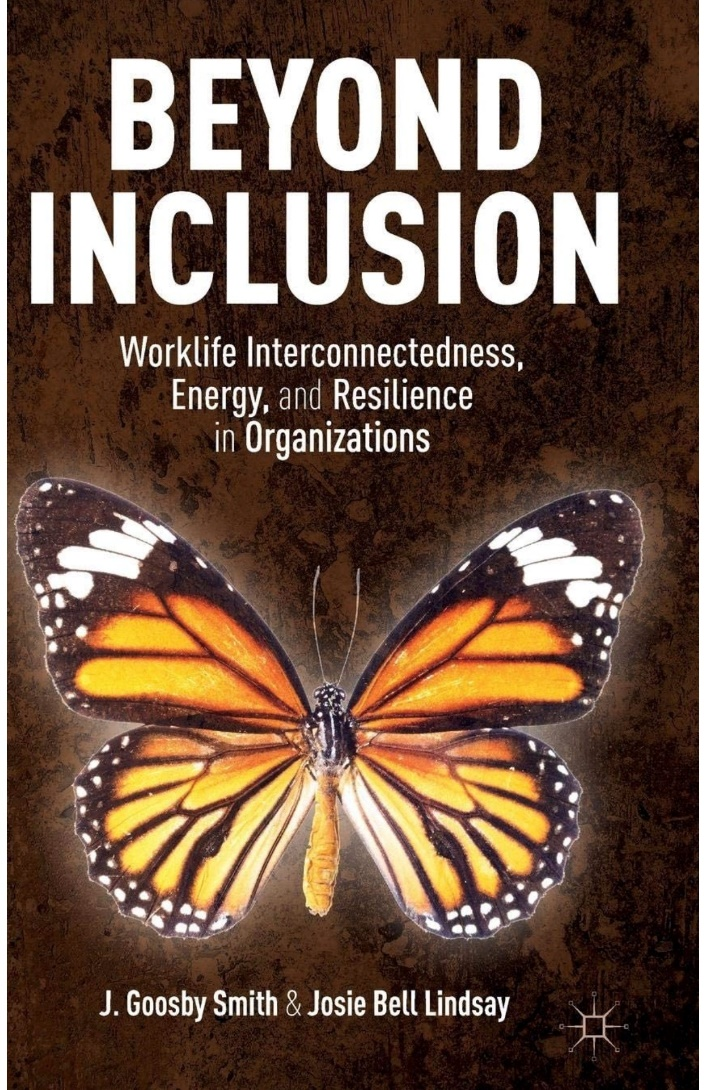 BEYOND
INCLUSION
Worklife Interconnectedness,
Energy, and Resilience
in Organizations
J. Goosby Smith & Josie Bell Lindsay